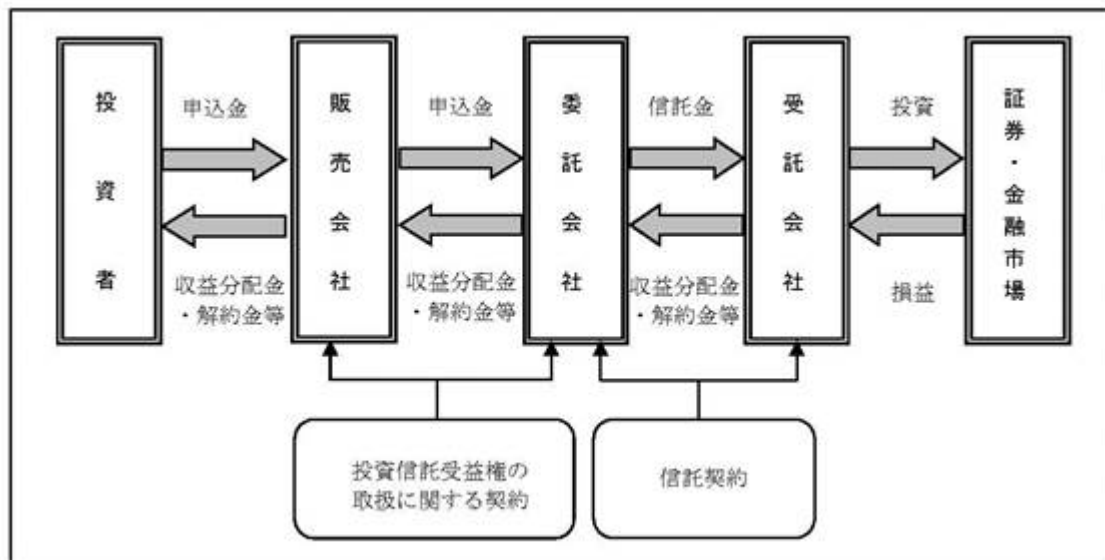 投資者
申込金
収益分配金
・解約金等
販売会社
申込金
収益分配金
・解約金等
委託会社
信託金
収益分配金
・解約金等
受託会社
投資
損益
証券・金融市場
投資信託受益権の
取扱に関する契約
信託契約